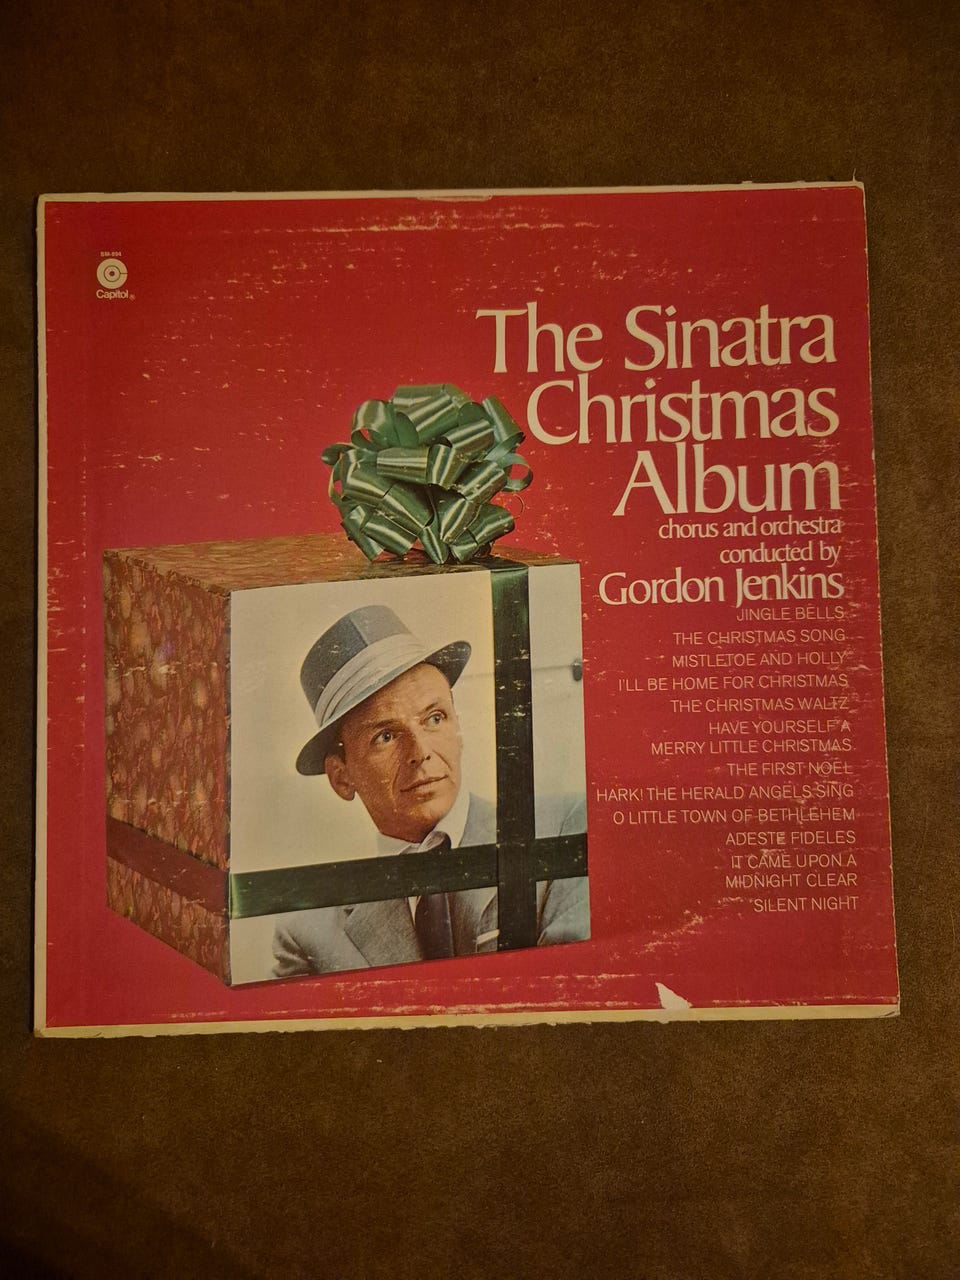 SM-894
Capitol®
The Sinatra
Christmas
Album
chorus and orchestra
conducted by
Gordon Jenkins
JINGLE BELLS
THE CHRISTMAS SONG
MISTLETOE AND HOLLY
I'LL BE HOME FOR CHRISTMAS
THE CHRISTMAS WALTZ
HAVE YOURSELF A
MERRY LITTLE CHRISTMAS
THE FIRST NOEL
HARK! THE HERALD ANGELS SING
O LITTLE TOWN OF BETHLEHEM
ADESTE FIDELES
IT CAME UPON A
MIDNIGHT CLEAR
SILENT NIGHT